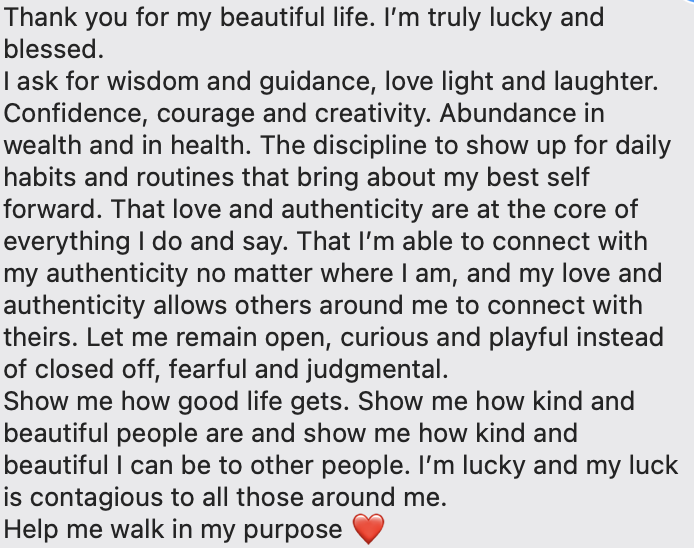 Thank you for my beautiful life. I’m truly lucky and
blessed.
I ask for wisdom and guidance, love light and laughter.
Confidence, courage and creativity. Abundance in
wealth and in health. The discipline to show up for daily
habits and routines that bring about my best self
forward. That love and authenticity are at the core of
everything I do and say. That I’m able to connect with
my authenticity no matter where I am, and my love and
authenticity allows others around me to connect with
theirs. Let me remain open, curious and playful instead
of closed off, fearful and judgmental.
Show me how good life gets. Show me how kind and
beautiful people are and show me how kind and
beautiful I can be to other people. I’m lucky and my luck
is contagious to all those around me.
Help me walk in my purpose ❤️